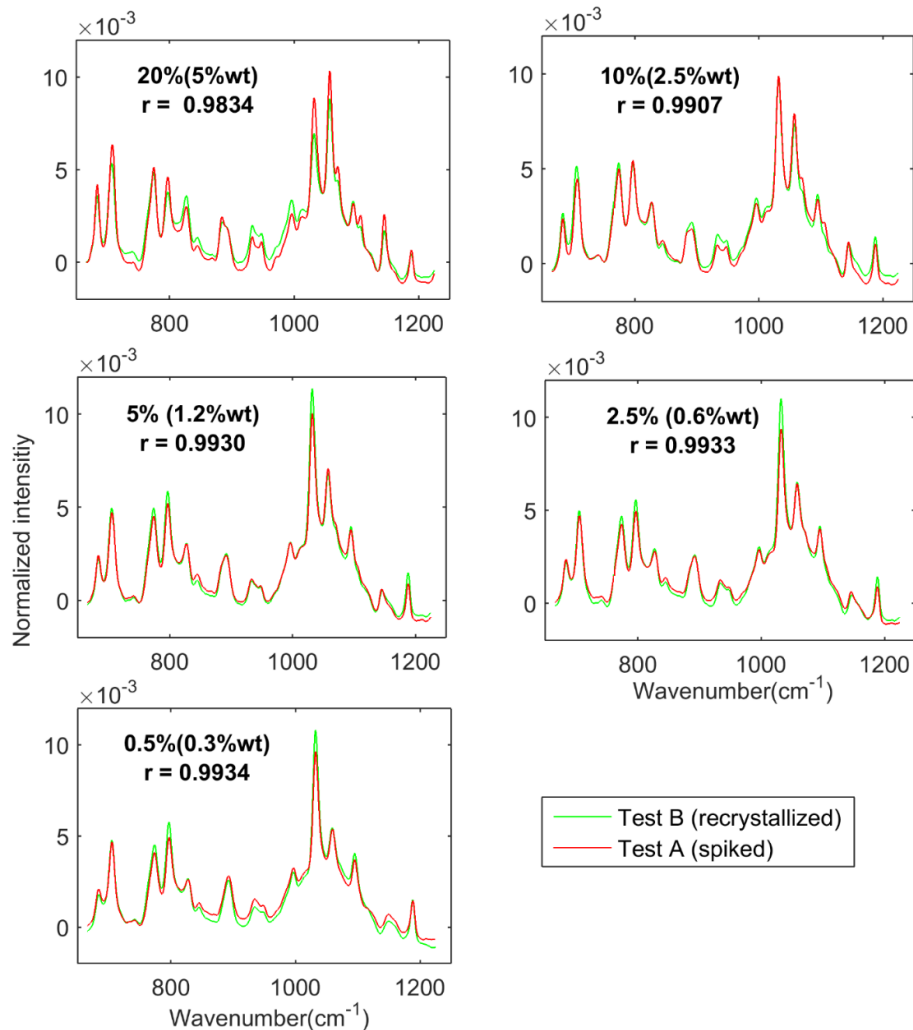 ×10⁻³
20%(5%wt)
r = 0.9834
10
5
0
800
1000
1200
×10⁻³
10%(2.5%wt)
r = 0.9907
10
5
0
800
1000
1200
Normalized intensitiy
×10⁻³
5% (1.2%wt)
r = 0.9930
10
5
0
800
1000
1200
×10⁻³
2.5% (0.6%wt)
r = 0.9933
10
5
0
800
1000
1200
Wavenumber(cm⁻¹)
×10⁻³
0.5%(0.3%wt)
r = 0.9934
10
5
0
800
1000
1200
Wavenumber(cm⁻¹)
Test B (recrystallized)
Test A (spiked)